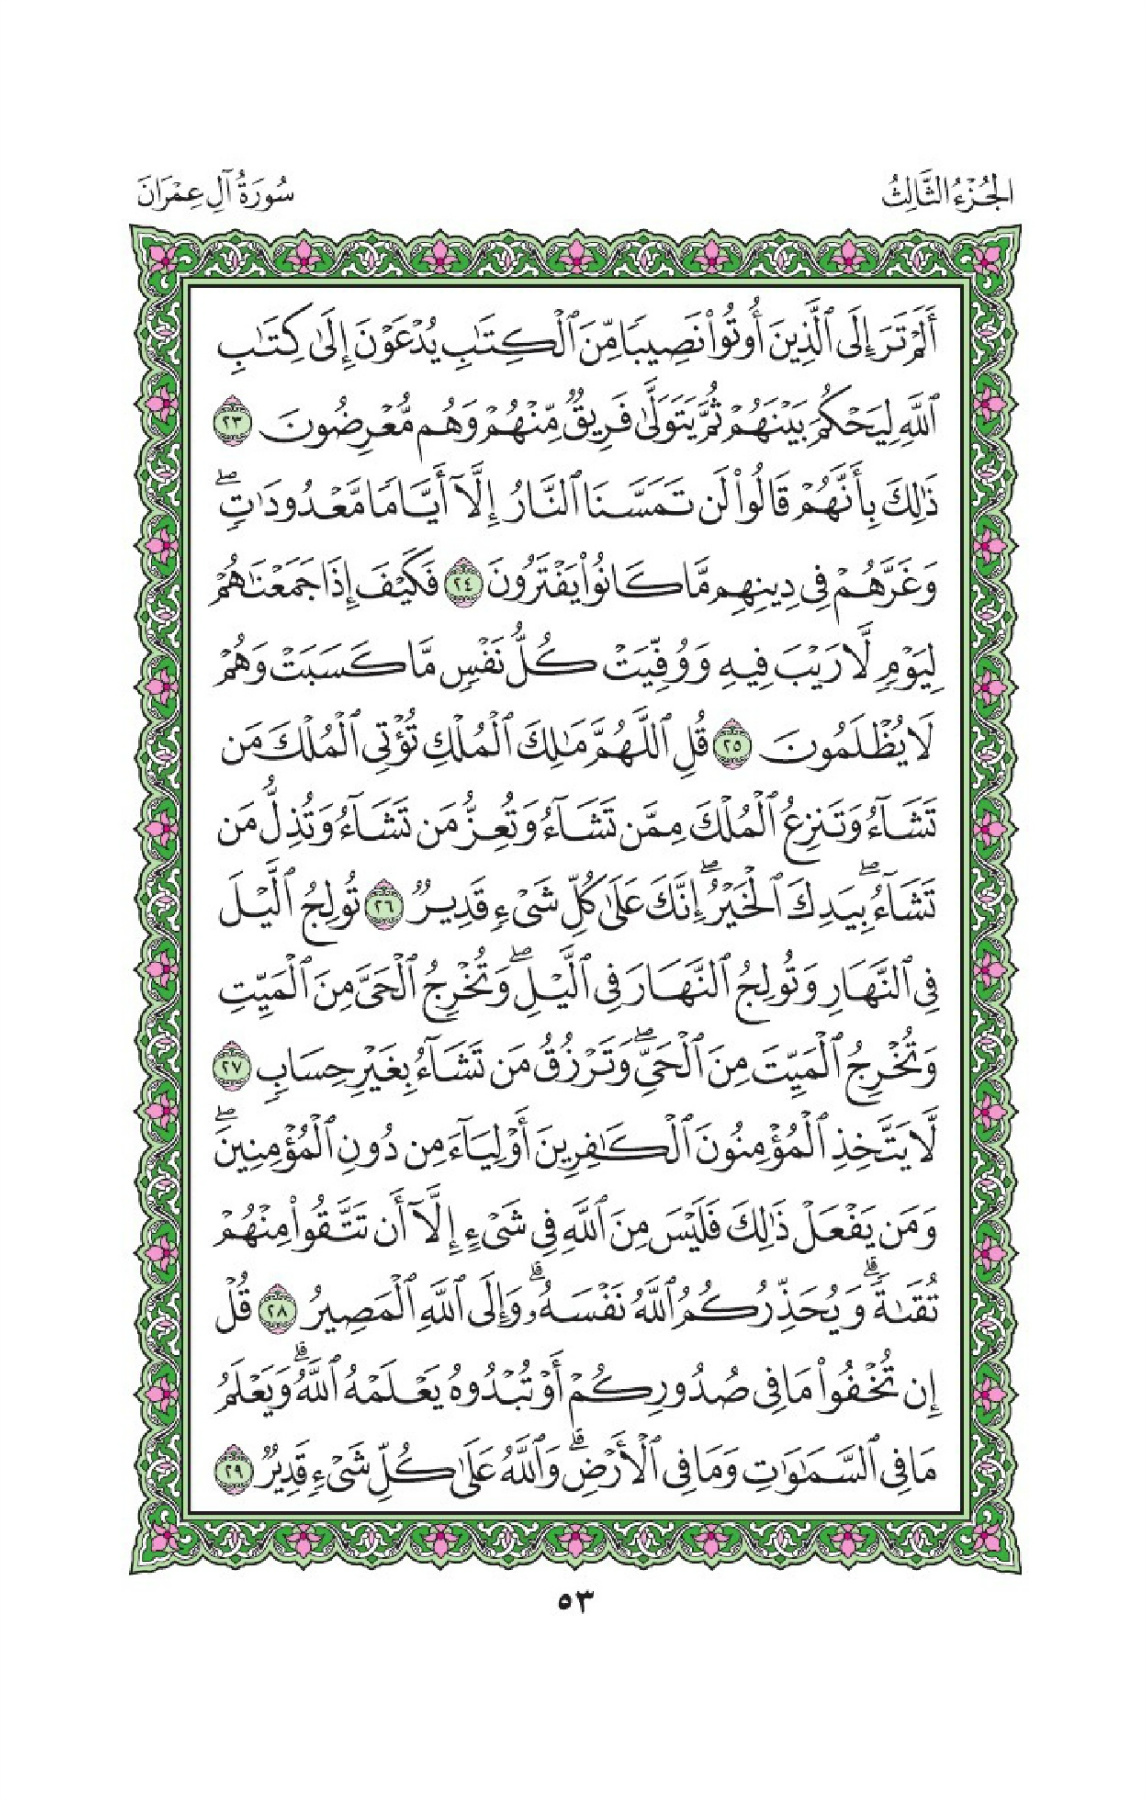 الجُزْءُ الثَّالِثُ
سُورَةُ آلِ عِمْرَانَ
أَلَمْ تَرَ إِلَى ٱلَّذِينَ أُوتُوا۟ نَصِيبًا مِّنَ ٱلْكِتَـٰبِ يُدْعَوْنَ إِلَىٰ كِتَـٰبِ
ٱللَّهِ لِيَحْكُمَ بَيْنَهُمْ ثُمَّ يَتَوَلَّىٰ فَرِيقٌ مِّنْهُمْ وَهُم مُّعْرِضُونَ ٢٣
ذَٰلِكَ بِأَنَّهُمْ قَالُوا۟ لَن تَمَسَّنَا ٱلنَّارُ إِلَّآ أَيَّامًا مَّعْدُودَٰتٍ ۖ
وَغَرَّهُمْ فِى دِينِهِم مَّا كَانُوا۟ يَفْتَرُونَ ٢٤ فَكَيْفَ إِذَا جَمَعْنَـٰهُمْ
لِيَوْمٍ لَّا رَيْبَ فِيهِ وَوُفِّيَتْ كُلُّ نَفْسٍ مَّا كَسَبَتْ وَهُمْ
لَا يُظْلَمُونَ ٢٥ قُلِ ٱللَّهُمَّ مَـٰلِكَ ٱلْمُلْكِ تُؤْتِى ٱلْمُلْكَ مَن
تَشَآءُ وَتَنزِعُ ٱلْمُلْكَ مِمَّن تَشَآءُ وَتُعِزُّ مَن تَشَآءُ وَتُذِلُّ مَن
تَشَآءُ ۖ بِيَدِكَ ٱلْخَيْرُ ۖ إِنَّكَ عَلَىٰ كُلِّ شَىْءٍ قَدِيرٌ ٢٦ تُولِجُ ٱلَّيْلَ
فِى ٱلنَّهَارِ وَتُولِجُ ٱلنَّهَارَ فِى ٱلَّيْلِ ۖ وَتُخْرِجُ ٱلْحَىَّ مِنَ ٱلْمَيِّتِ
وَتُخْرِجُ ٱلْمَيِّتَ مِنَ ٱلْحَىِّ ۖ وَتَرْزُقُ مَن تَشَآءُ بِغَيْرِ حِسَابٍ ٢٧
لَّا يَتَّخِذِ ٱلْمُؤْمِنُونَ ٱلْكَـٰفِرِينَ أَوْلِيَآءَ مِن دُونِ ٱلْمُؤْمِنِينَ ۖ
وَمَن يَفْعَلْ ذَٰلِكَ فَلَيْسَ مِنَ ٱللَّهِ فِى شَىْءٍ إِلَّآ أَن تَتَّقُوا۟ مِنْهُمْ
تُقَىٰةً ۗ وَيُحَذِّرُكُمُ ٱللَّهُ نَفْسَهُۥ ۗ وَإِلَى ٱللَّهِ ٱلْمَصِيرُ ٢٨ قُلْ
إِن تُخْفُوا۟ مَا فِى صُدُورِكُمْ أَوْ تُبْدُوهُ يَعْلَمْهُ ٱللَّهُ ۗ وَيَعْلَمُ
مَا فِى ٱلسَّمَـٰوَٰتِ وَمَا فِى ٱلْأَرْضِ ۗ وَٱللَّهُ عَلَىٰ كُلِّ شَىْءٍ قَدِيرٌ ٢٩
٥٣